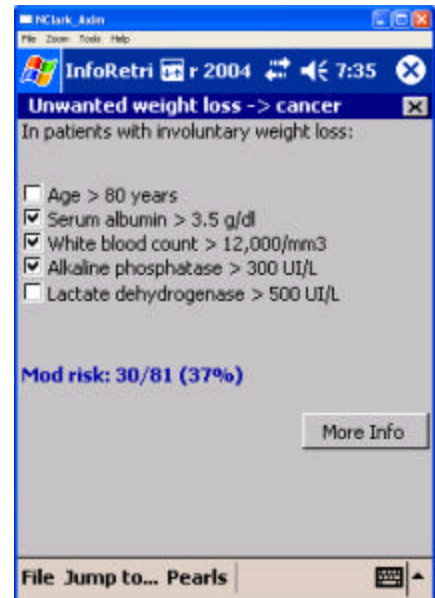 NClark_Axim
File Zoom Tools Help
InfoRetri r 2004 7:35
Unwanted weight loss -> cancer
In patients with involuntary weight loss:
Age > 80 years
Serum albumin > 3.5 g/dl
White blood count > 12,000/mm3
Alkaline phosphatase > 300 UI/L
Lactate dehydrogenase > 500 UI/L
Mod risk: 30/81 (37%)
More Info
File Jump to... Pearls